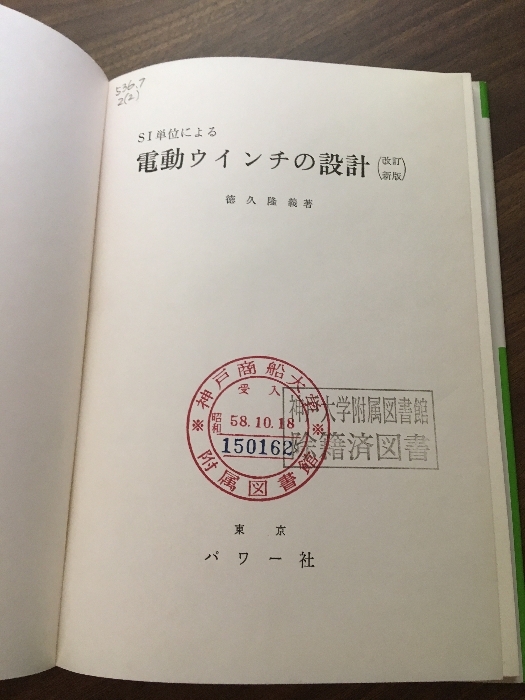 536.7
2(2)
SI単位による
電動ウインチの設計(改訂新版)
徳久隆義著
※神戸商船大学※
受入
昭和
58.10.18
150162
附属図書館
神戸大学附属図書館
除籍済図書
東京
パワー社